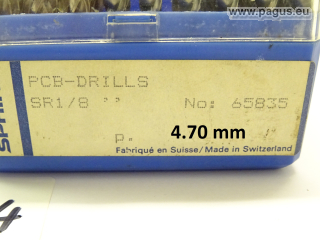 www.pagus.eu
PCB-DRILLS
SR1/8 "
No: 65835
P.
4.70 mm
Fabriqué en Suisse/Made in Switzerland